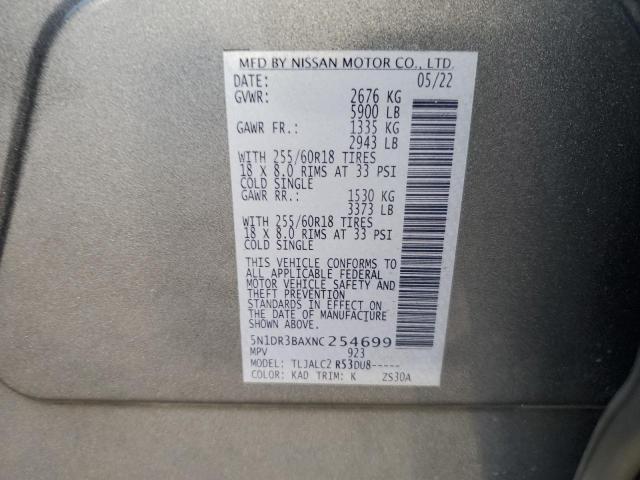 MFD BY NISSAN MOTOR CO., LTD.
DATE: 05/22
GVWR: 2676 KG
5900 LB
GAWR FR.: 1335 KG
2943 LB
WITH 255/60R18 TIRES
18 X 8.0 RIMS AT 33 PSI
COLD SINGLE
GAWR RR.: 1530 KG
3373 LB
WITH 255/60R18 TIRES
18 X 8.0 RIMS AT 33 PSI
COLD SINGLE
THIS VEHICLE CONFORMS TO
ALL APPLICABLE FEDERAL
MOTOR VEHICLE SAFETY AND
THEFT PREVENTION
STANDARDS IN EFFECT ON
THE DATE OF MANUFACTURE
SHOWN ABOVE.
5N1DR3BAXNC254699
MPV 923
MODEL: TLJALC2 R53DU8-----
COLOR: KAD TRIM: K ZS30A